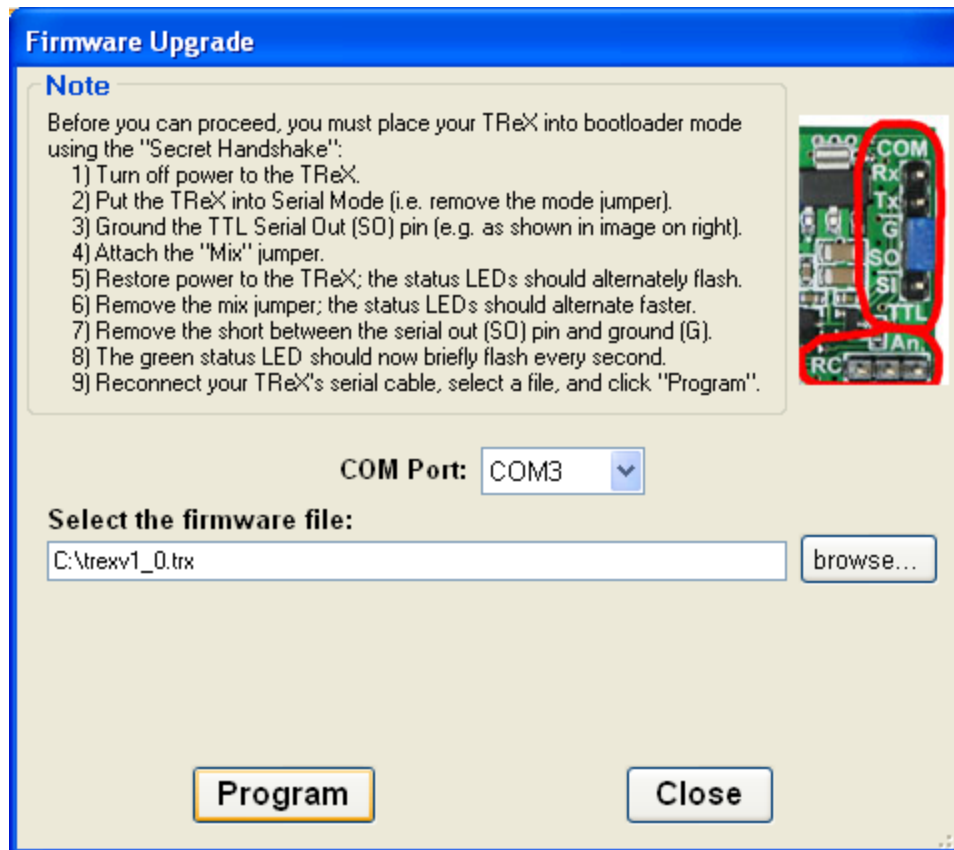 Firmware Upgrade
Note
Before you can proceed, you must place your TReX into bootloader mode
using the "Secret Handshake":
1) Turn off power to the TReX.
2) Put the TReX into Serial Mode (i.e. remove the mode jumper).
3) Ground the TTL Serial Out (SO) pin (e.g. as shown in image on right).
4) Attach the "Mix" jumper.
5) Restore power to the TReX; the status LEDs should alternately flash.
6) Remove the mix jumper; the status LEDs should alternate faster.
7) Remove the short between the serial out (SO) pin and ground (G).
8) The green status LED should now briefly flash every second.
9) Reconnect your TReX's serial cable, select a file, and click "Program".
COM
Rx
Tx
G
SO
SI
TTL
An.
RC
COM Port: COM3
Select the firmware file:
C:\trexv1_0.trx browse...
Program Close